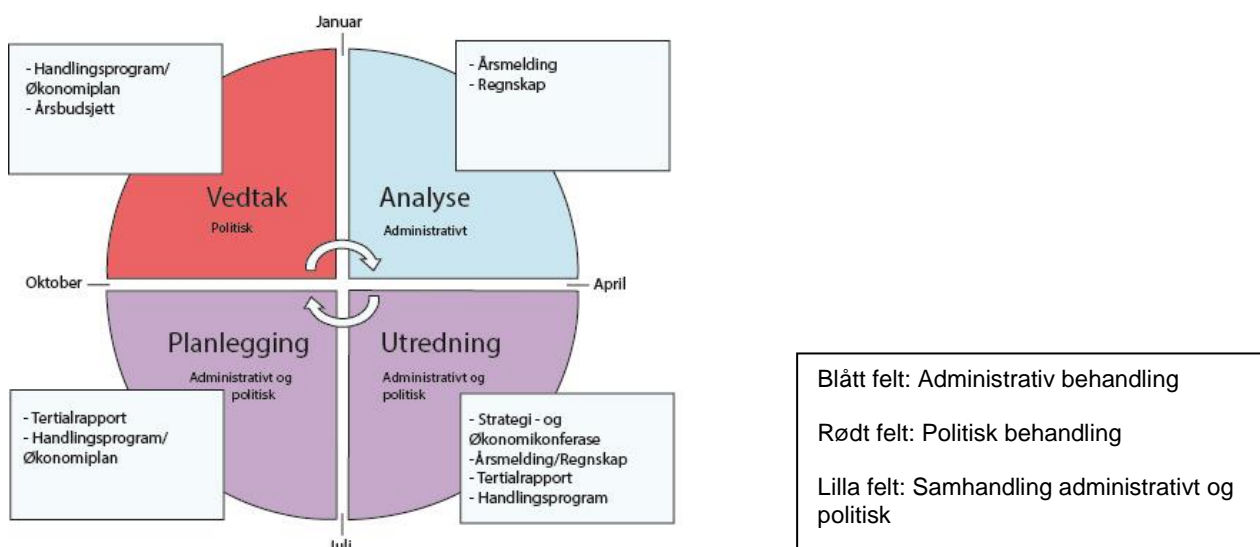 Januar
- Handlingsprogram/
Økonomiplan
- Årsbudsjett
- Årsmelding
- Regnskap
Vedtak
Politisk
Analyse
Administrativt
Oktober
April
Planlegging
Administrativt og
politisk
Utredning
Administrativt og
politisk
- Tertialrapport
- Handlingsprogram/
Økonomiplan
- Strategi - og
Økonomikonferase
-Årsmelding/Regnskap
- Tertialrapport
- Handlingsprogram
Juli
Blått felt: Administrativ behandling
Rødt felt: Politisk behandling
Lilla felt: Samhandling administrativt og
politisk